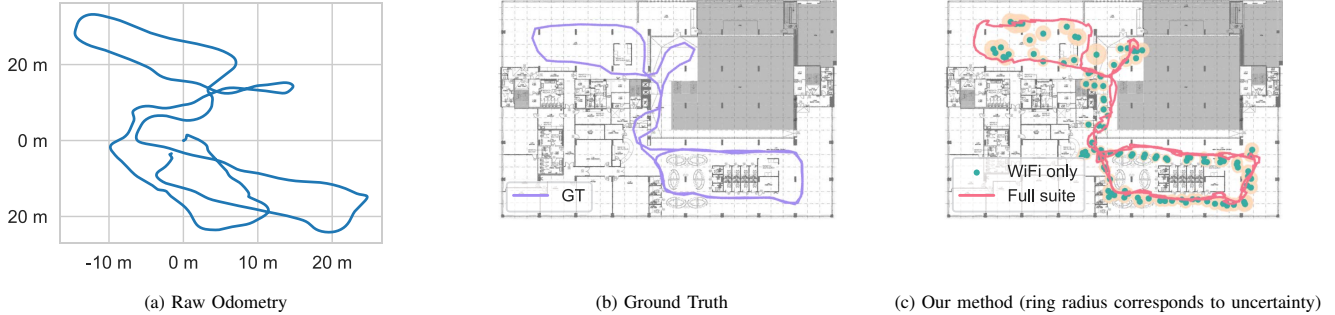 20 m
0 m
20 m
-10 m 0 m 10 m 20 m
GT
WiFi only
Full suite
(a) Raw Odometry
(b) Ground Truth
(c) Our method (ring radius corresponds to uncertainty)